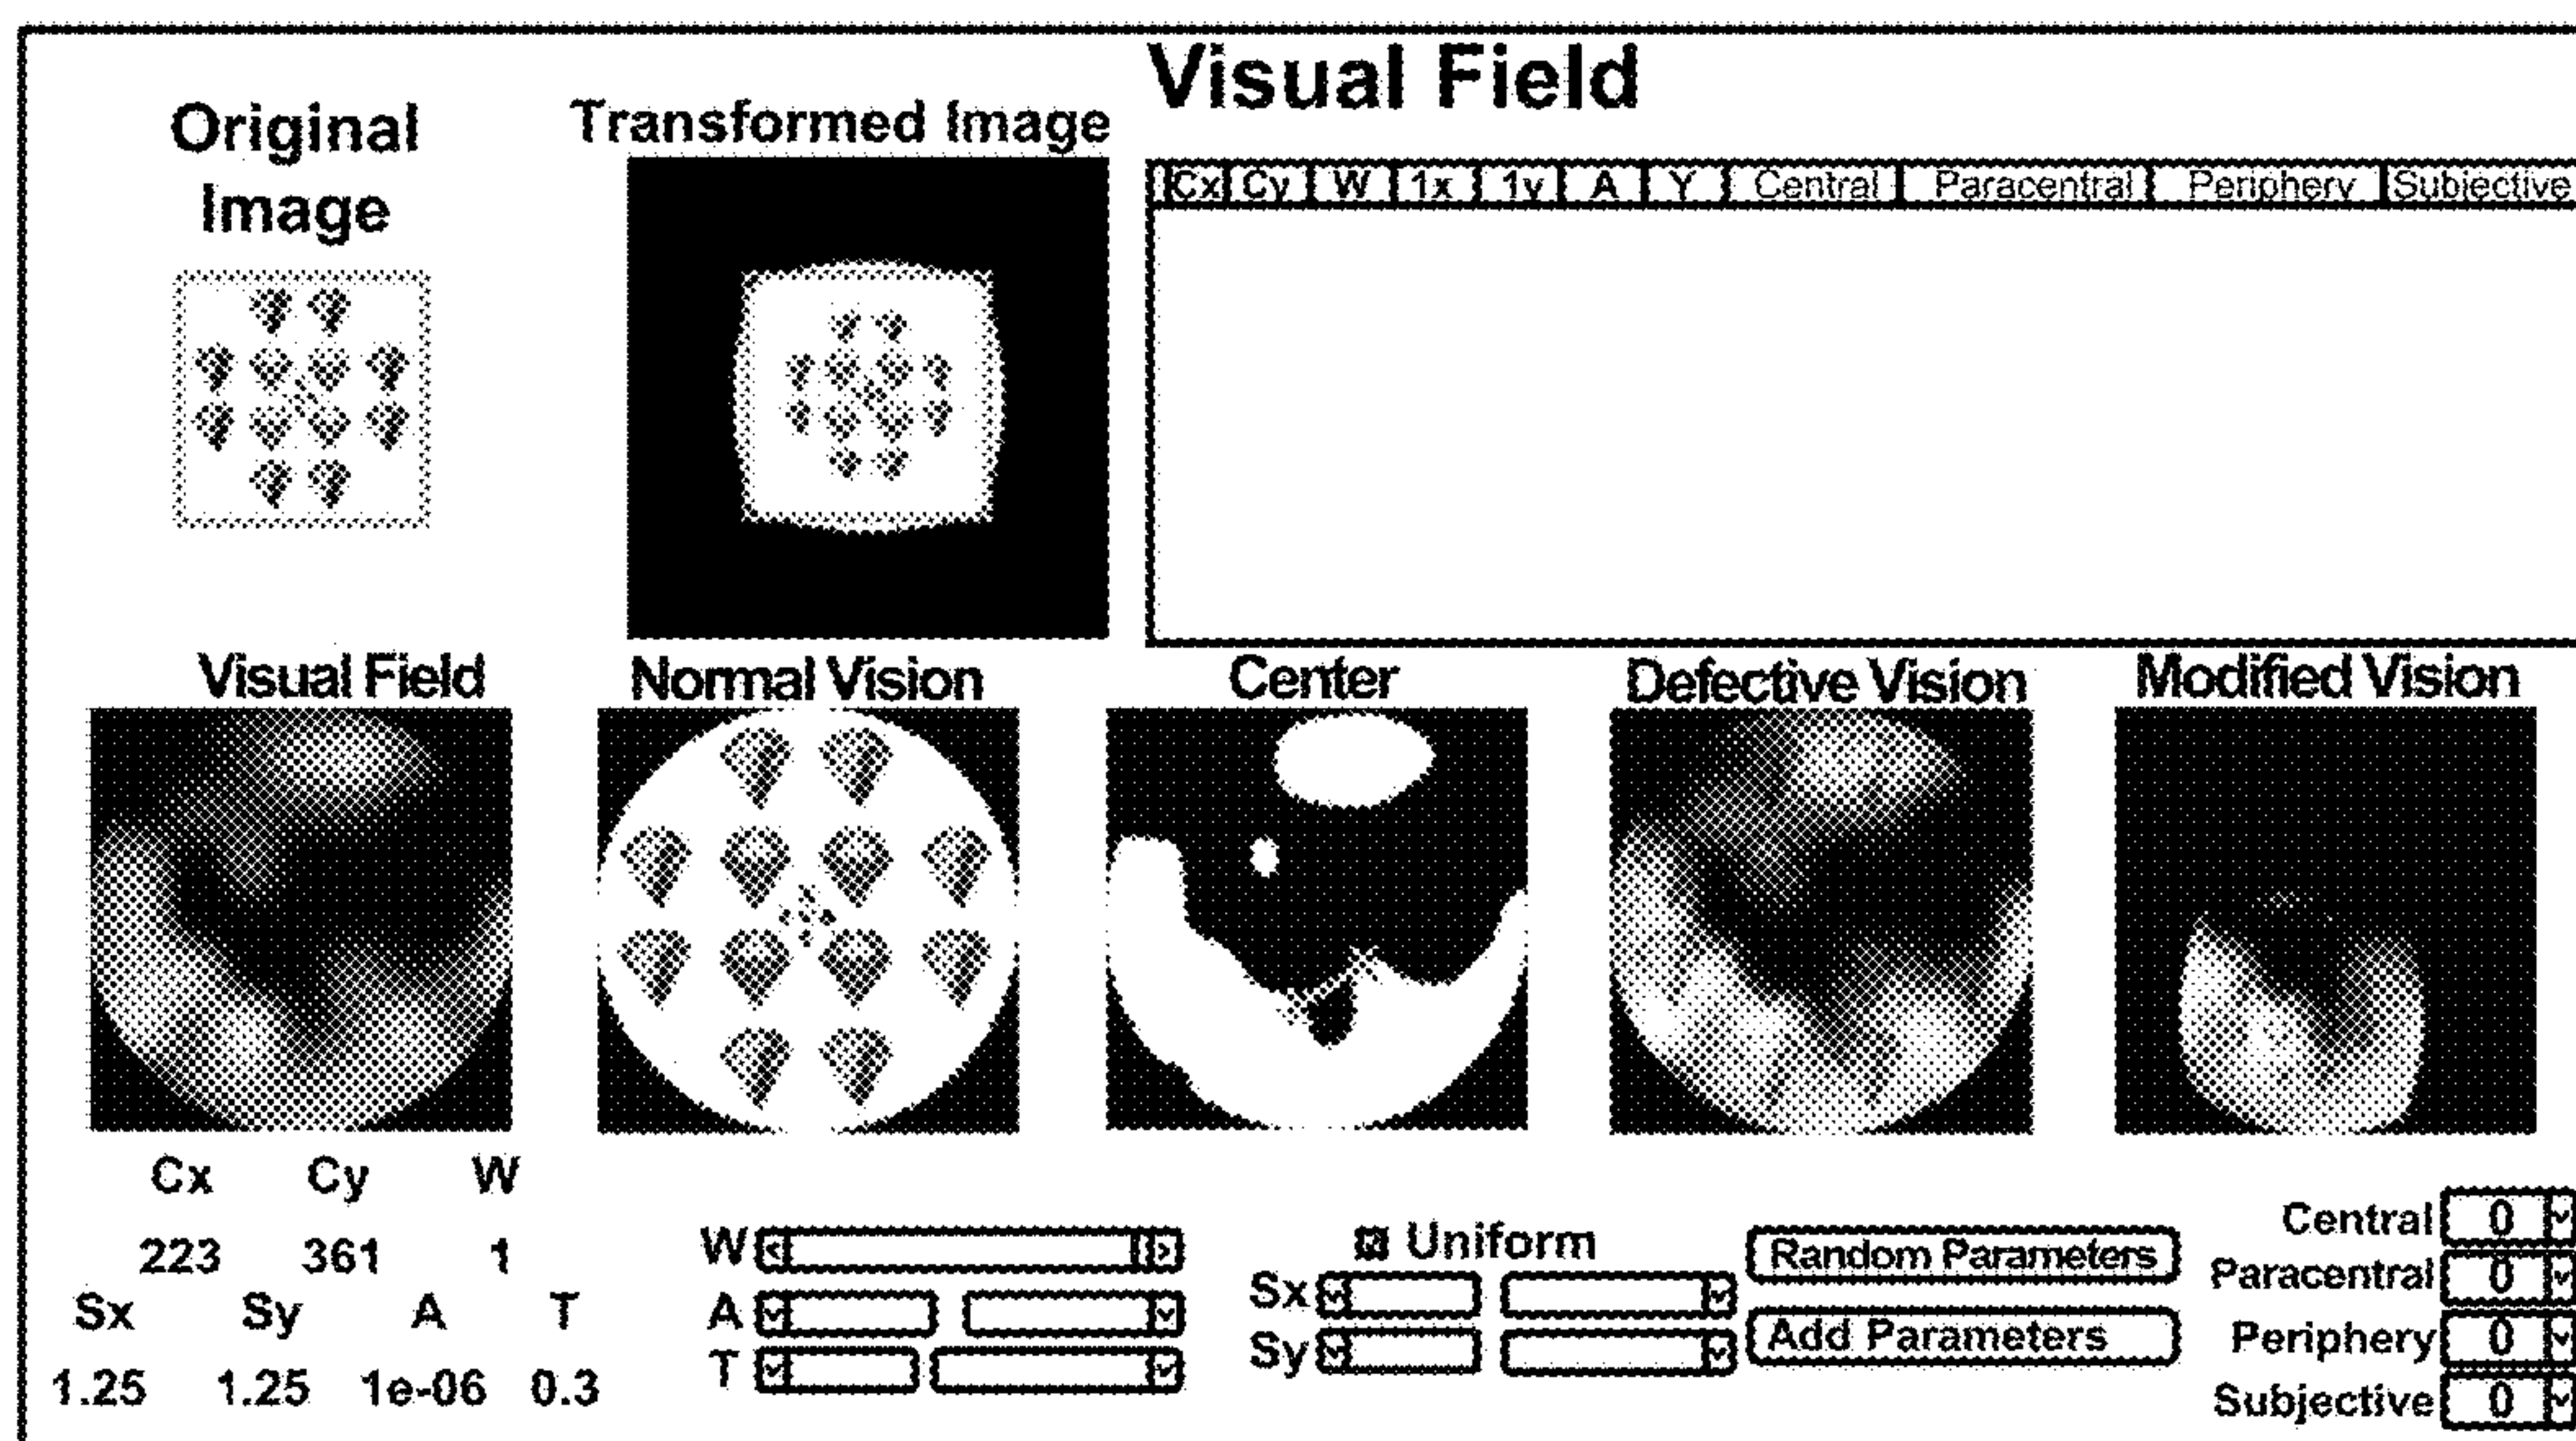 Visual Field
Original
Image
Transformed Image
Cx Cy W 1x 1y A Y Central Paracentral Periphery Subjective
Visual Field
Normal Vision
Center
Defective Vision
Modified Vision
Cx Cy W
223 361 1
Sx Sy A T
1.25 1.25 1e-06 0.3
W
A
T
Uniform
Sx
Sy
Random Parameters
Add Parameters
Central 0
Paracentral 0
Periphery 0
Subjective 0